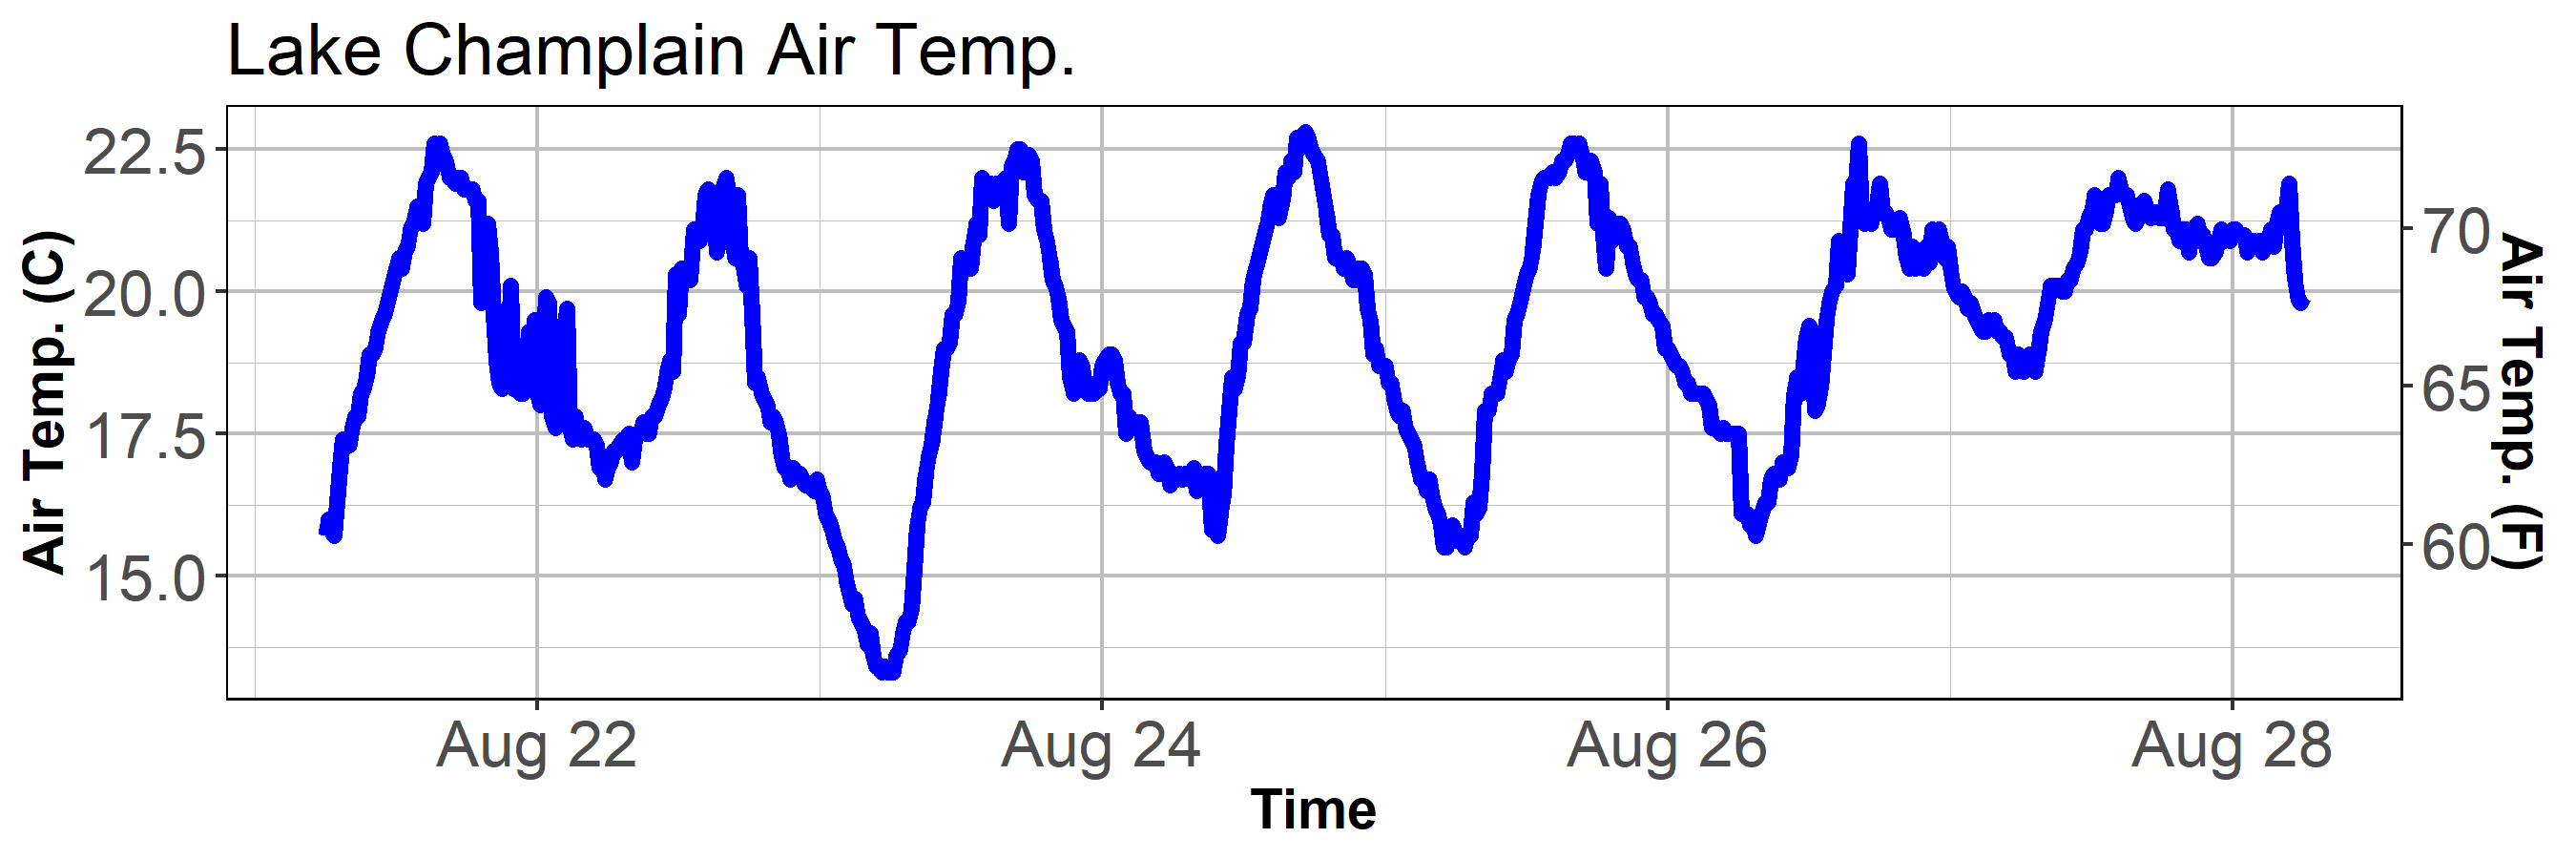 Lake Champlain Air Temp.
Air Temp. (C)
22.5
20.0
17.5
15.0
70
65
60
Air Temp. (F)
Aug 22
Aug 24
Aug 26
Aug 28
Time